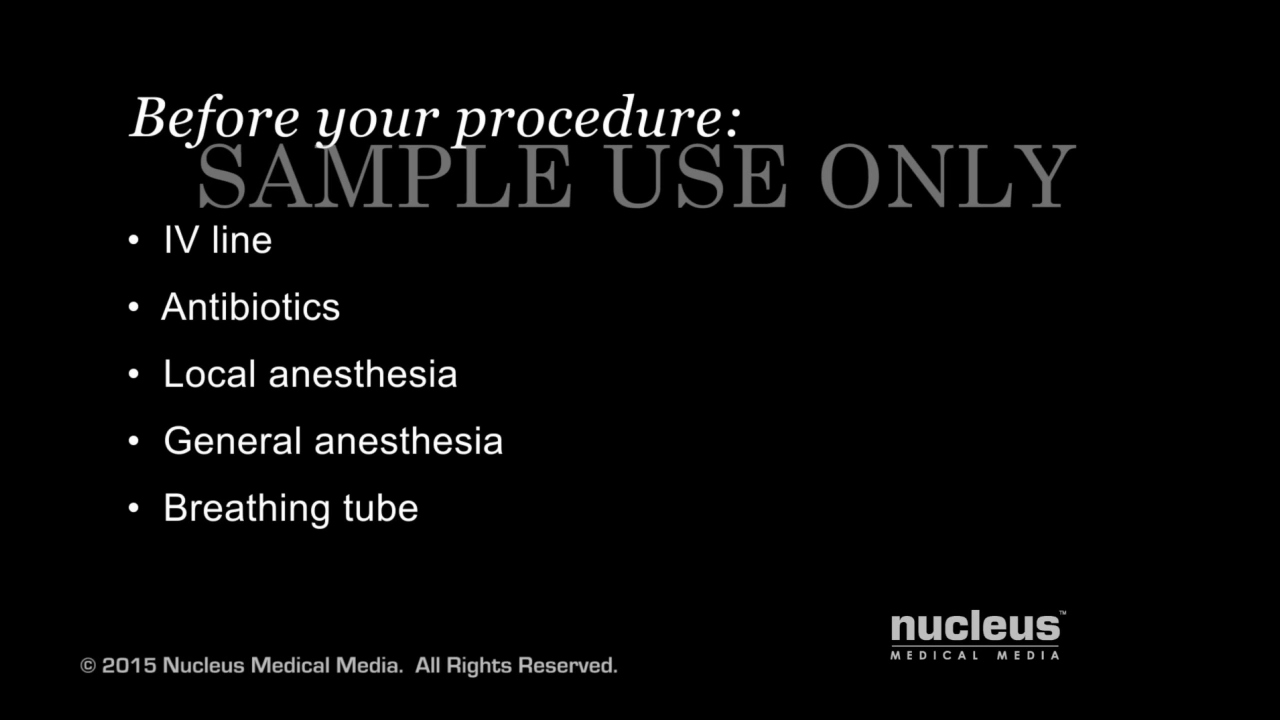 Before your procedure:
SAMPLE USE ONLY
• IV line
• Antibiotics
• Local anesthesia
• General anesthesia
• Breathing tube
nucleus™
MEDICAL MEDIA
© 2015 Nucleus Medical Media. All Rights Reserved.